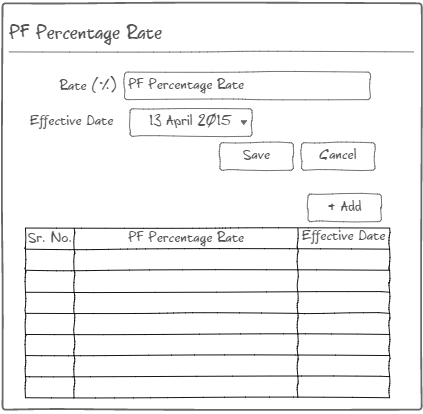 PF Percentage Rate
Rate (%) PF Percentage Rate
Effective Date 13 April 2015
Save Cancel
+ Add
Sr. No. PF Percentage Rate Effective Date